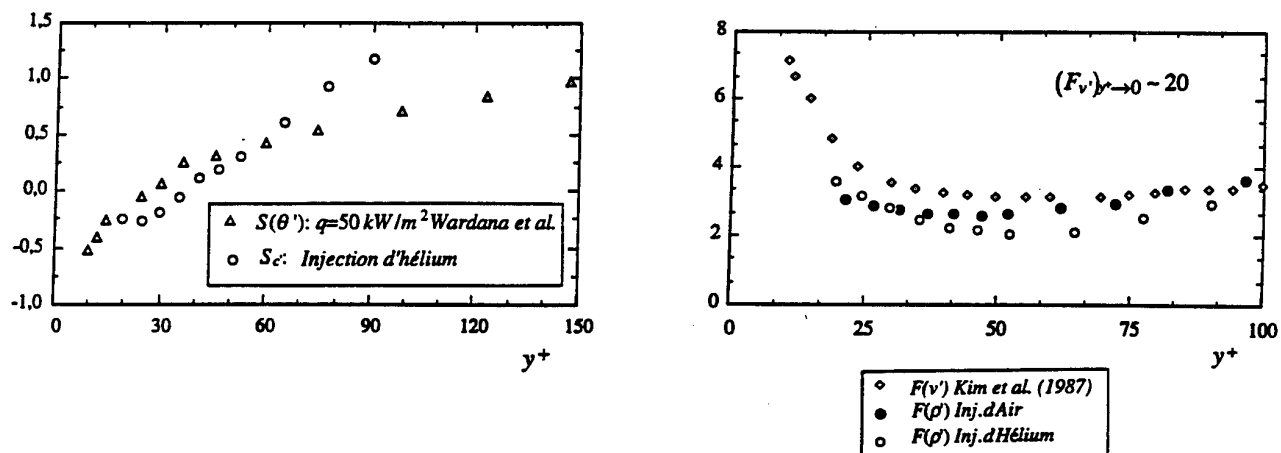 1,5
1,0
0,5
0,0
-0,5
-1,0
0
30
60
90
120
150
y+
S(θ'): q=50 kW/m² Wardana et al.
Sc': Injection d'hélium
8
6
4
2
0
0
25
50
75
100
y+
(Fv')y+→0 ~ 20
F(v') Kim et al. (1987)
F(ρ') Inj.d'Air
F(ρ') Inj.d'Hélium